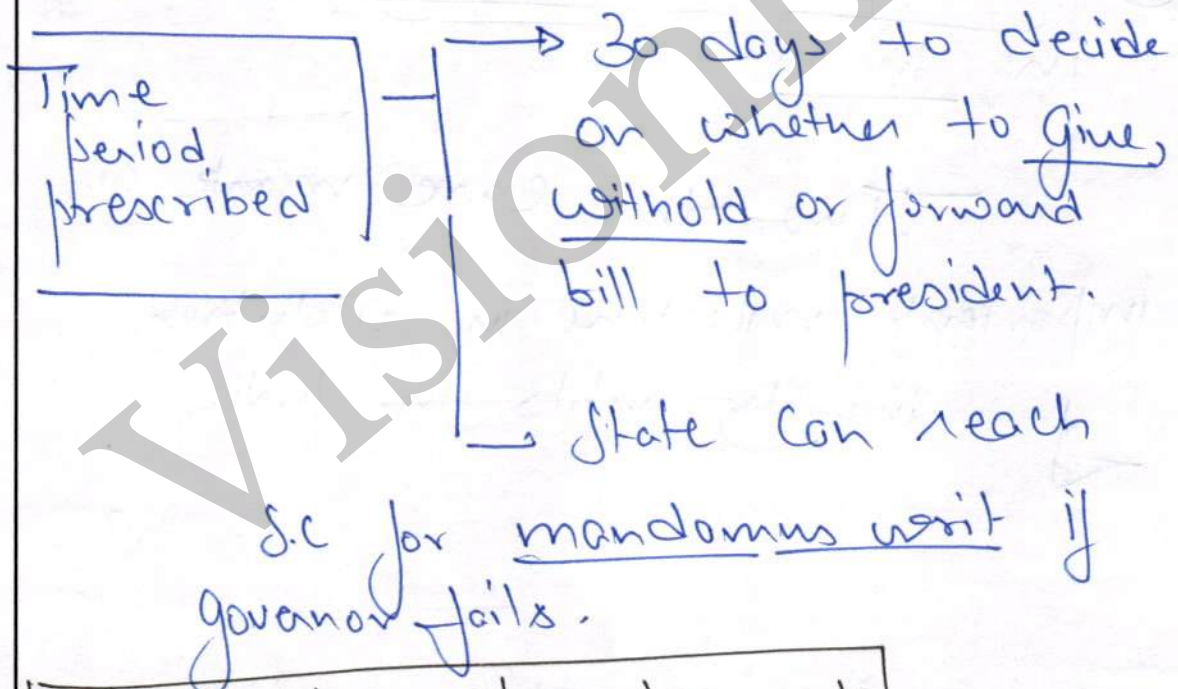 Time
period
prescribed
→ 30 days to decide
on whether to Give,
withold or forward
bill to president.
→ State can reach
S.C for mandamus writ if
governor fails.
Vision